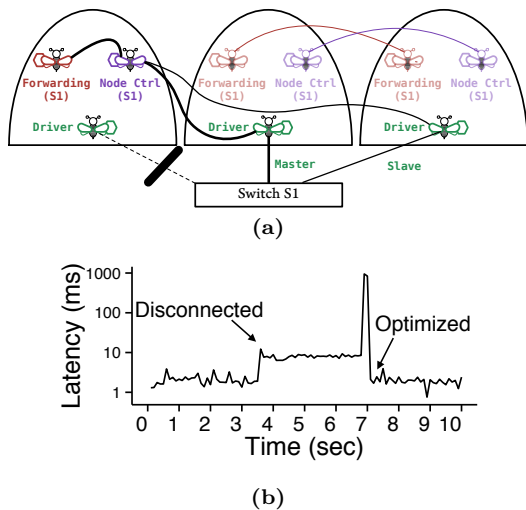 Forwarding (S1)
Node Ctrl (S1)
Driver
Forwarding (S1)
Node Ctrl (S1)
Driver
Forwarding (S1)
Node Ctrl (S1)
Driver
Master
Slave
Switch S1
(a)
Latency (ms)
1000
100
10
1
Disconnected
Optimized
0 1 2 3 4 5 6 7 8 9 10
Time (sec)
(b)